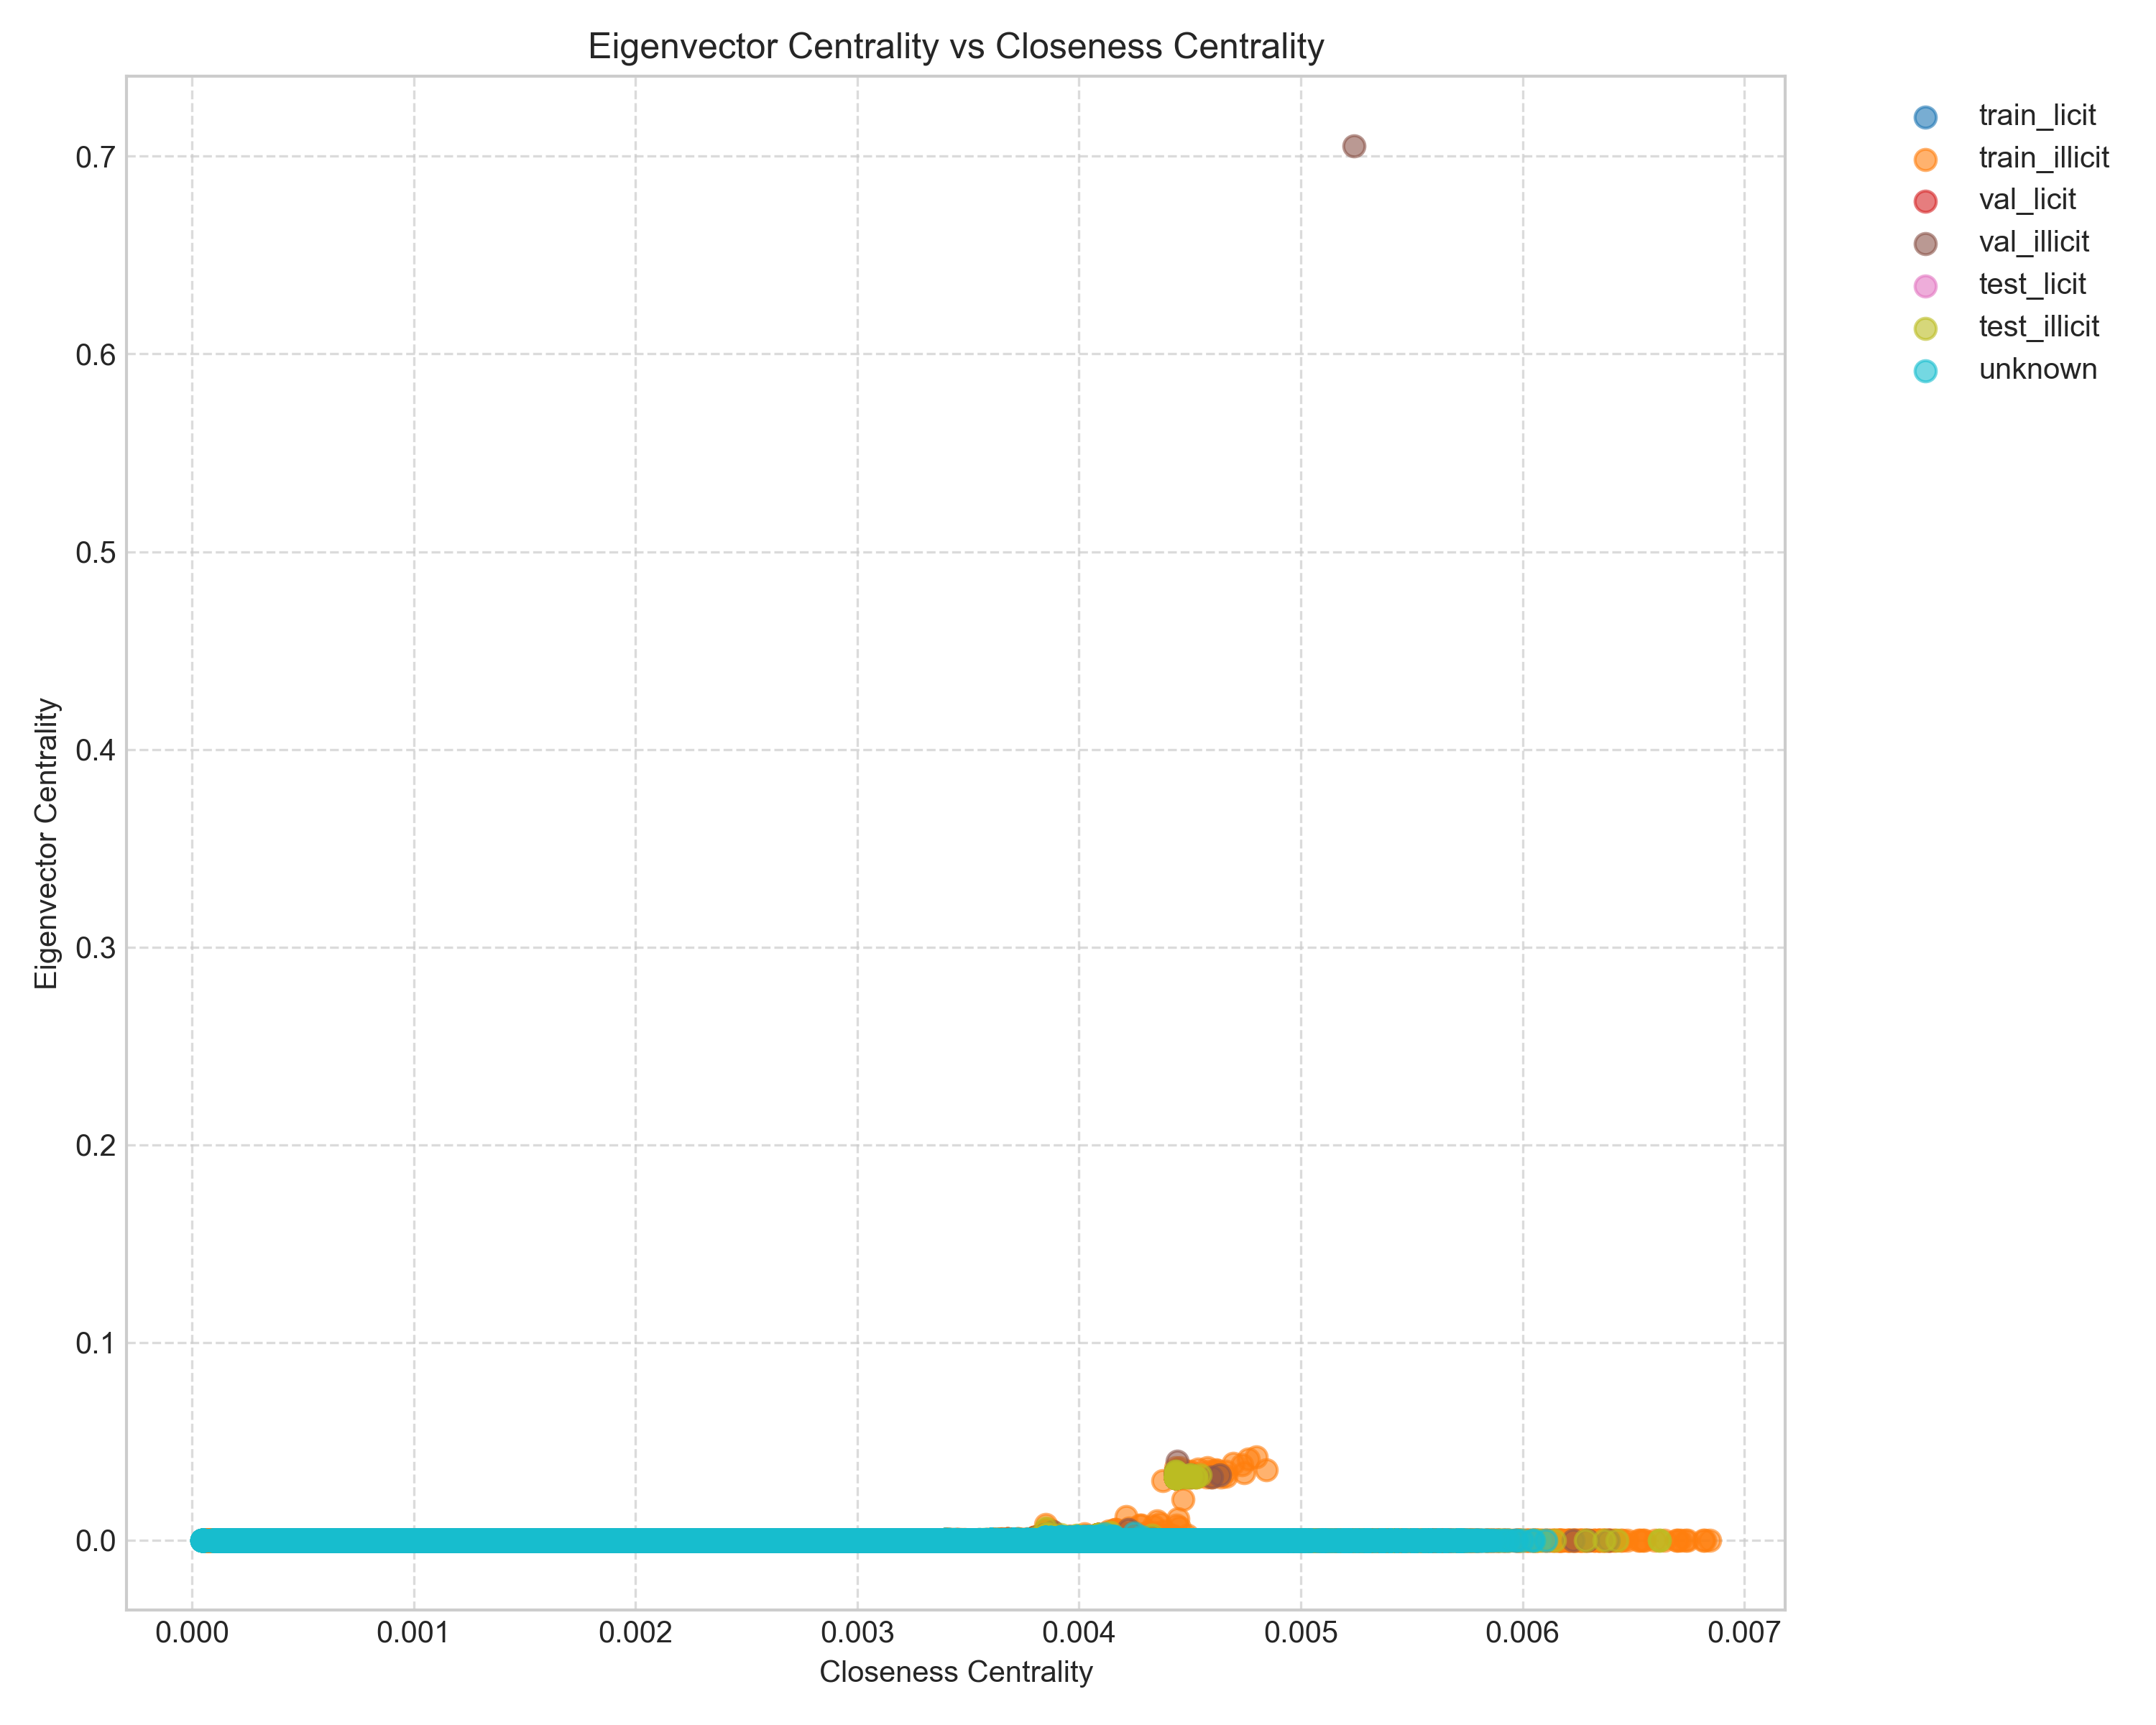 Eigenvector Centrality vs Closeness Centrality
train_licit
train_illicit
val_licit
val_illicit
test_licit
test_illicit
unknown
Eigenvector Centrality
0.7
0.6
0.5
0.4
0.3
0.2
0.1
0.0
0.000 0.001 0.002 0.003 0.004 0.005 0.006 0.007
Closeness Centrality